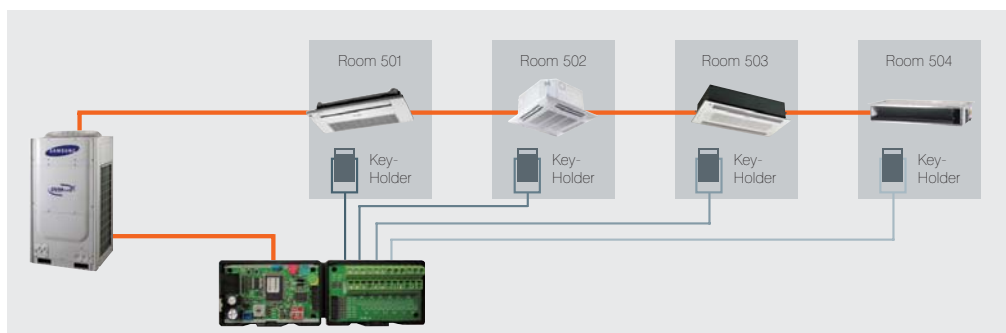 Room 501
Room 502
Room 503
Room 504
Key-
Holder
Key-
Holder
Key-
Holder
Key-
Holder
SAMSUNG